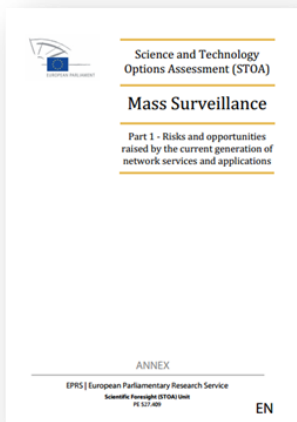 EUROPEAN PARLIAMENT
Science and Technology
Options Assessment (STOA)
Mass Surveillance
Part 1 - Risks and opportunities
raised by the current generation of
network services and applications
ANNEX
EPRS | European Parliamentary Research Service
Scientific Foresight (STOA) Unit
PE 527.409
EN